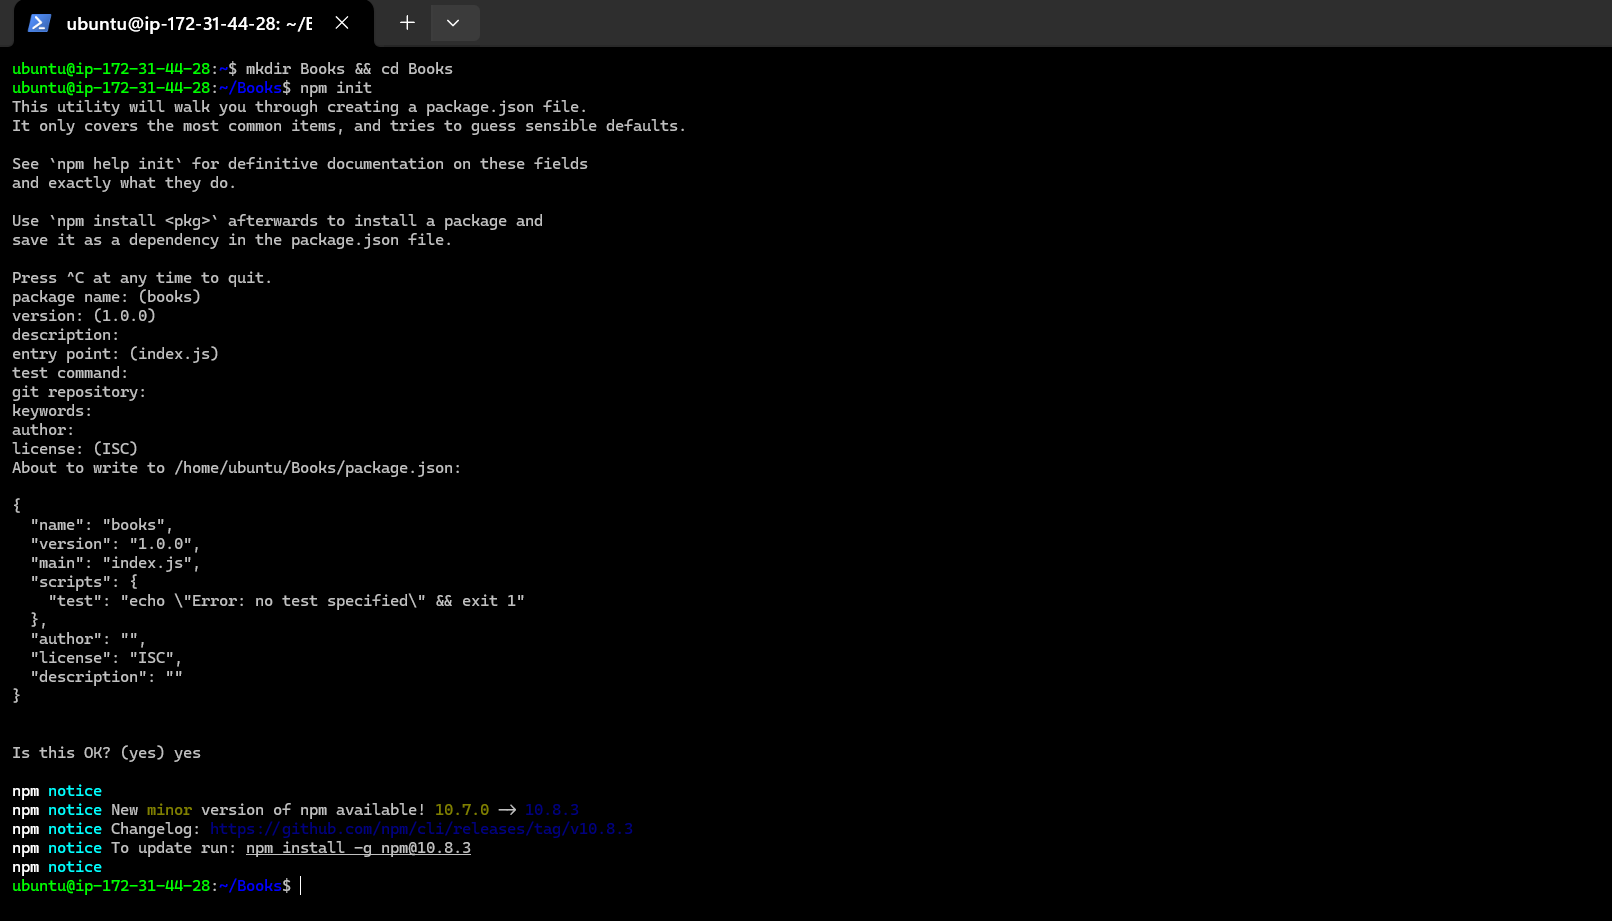 ubuntu@ip-172-31-44-28: ~/E
ubuntu@ip-172-31-44-28:~$ mkdir Books && cd Books
ubuntu@ip-172-31-44-28:~/Books$ npm init
This utility will walk you through creating a package.json file.
It only covers the most common items, and tries to guess sensible defaults.
See `npm help init` for definitive documentation on these fields
and exactly what they do.
Use `npm install <pkg>` afterwards to install a package and
save it as a dependency in the package.json file.
Press ^C at any time to quit.
package name: (books)
version: (1.0.0)
description:
entry point: (index.js)
test command:
git repository:
keywords:
author:
license: (ISC)
About to write to /home/ubuntu/Books/package.json:
{
  "name": "books",
  "version": "1.0.0",
  "main": "index.js",
  "scripts": {
    "test": "echo \"Error: no test specified\" && exit 1"
  },
  "author": "",
  "license": "ISC",
  "description": ""
}
Is this OK? (yes) yes
npm notice
npm notice New minor version of npm available! 10.7.0 -> 10.8.3
npm notice Changelog: https://github.com/npm/cli/releases/tag/v10.8.3
npm notice To update run: npm install -g npm@10.8.3
npm notice
ubuntu@ip-172-31-44-28:~/Books$